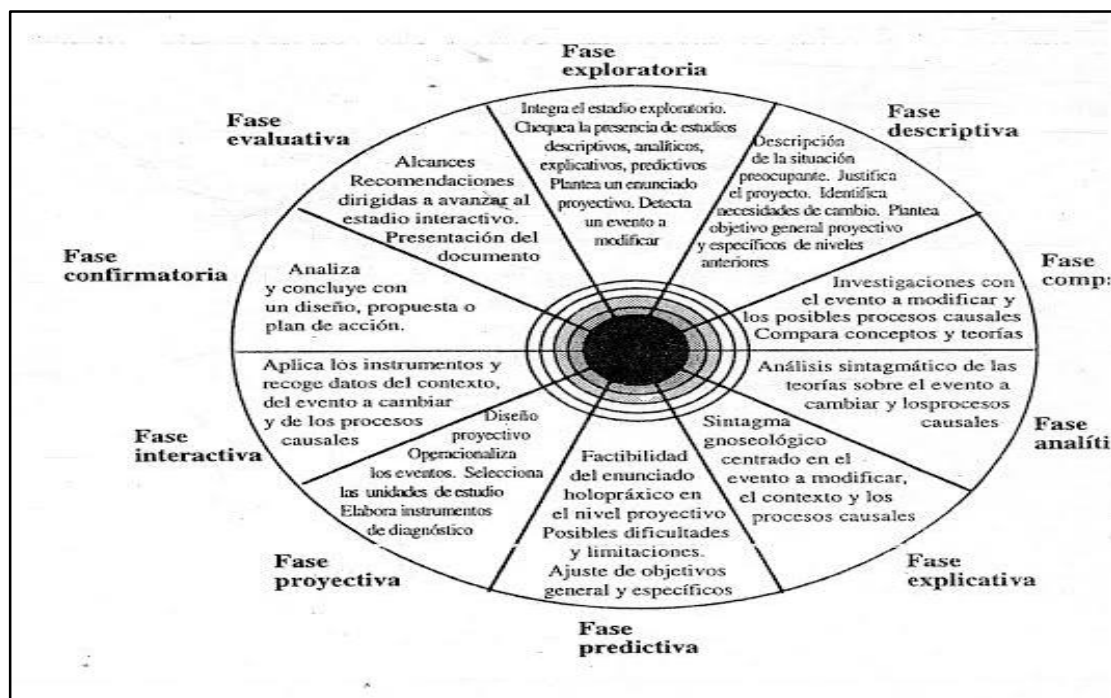 Fase
exploratoria
Integra el estadio exploratorio.
Chequea la presencia de estudios
descriptivos, analíticos,
explicativos, predictivos
Plantea un enunciado
proyectivo. Detecta
un evento a
modificar
Fase
descriptiva
Descripción
de la situación
preocupante. Justifica
el proyecto. Identifica
necesidades de cambio. Plantea
objetivo general proyectivo
y específicos de niveles
anteriores
Fase
comp
Investigaciones con
el evento a modificar y
los posibles procesos causales
Compara conceptos y teorías
Fase
analíti
Análisis sintagmático de las
teorías sobre el evento a
cambiar y losprocesos
causales
Fase
explicativa
Sintagma
gnoseológico
centrado en el
evento a modificar,
el contexto y los
procesos causales
Fase
predictiva
Factibilidad
del enunciado
holopráxico en
el nivel proyectivo
Posibles dificultades
y limitaciones.
Ajuste de objetivos
general y específicos
Fase
proyectiva
Diseño
proyectivo
Operacionaliza
los eventos. Selecciona
las unidades de estudio
Elabora instrumentos
de diagnóstico
Fase
interactiva
Aplica los instrumentos y
recoge datos del contexto,
del evento a cambiar
y de los procesos
causales
Fase
confirmatoria
Analiza
y concluye con
un diseño, propuesta o
plan de acción.
Fase
evaluativa
Alcances
Recomendaciones
dirigidas a avanzar al
estadio interactivo.
Presentación del
documento